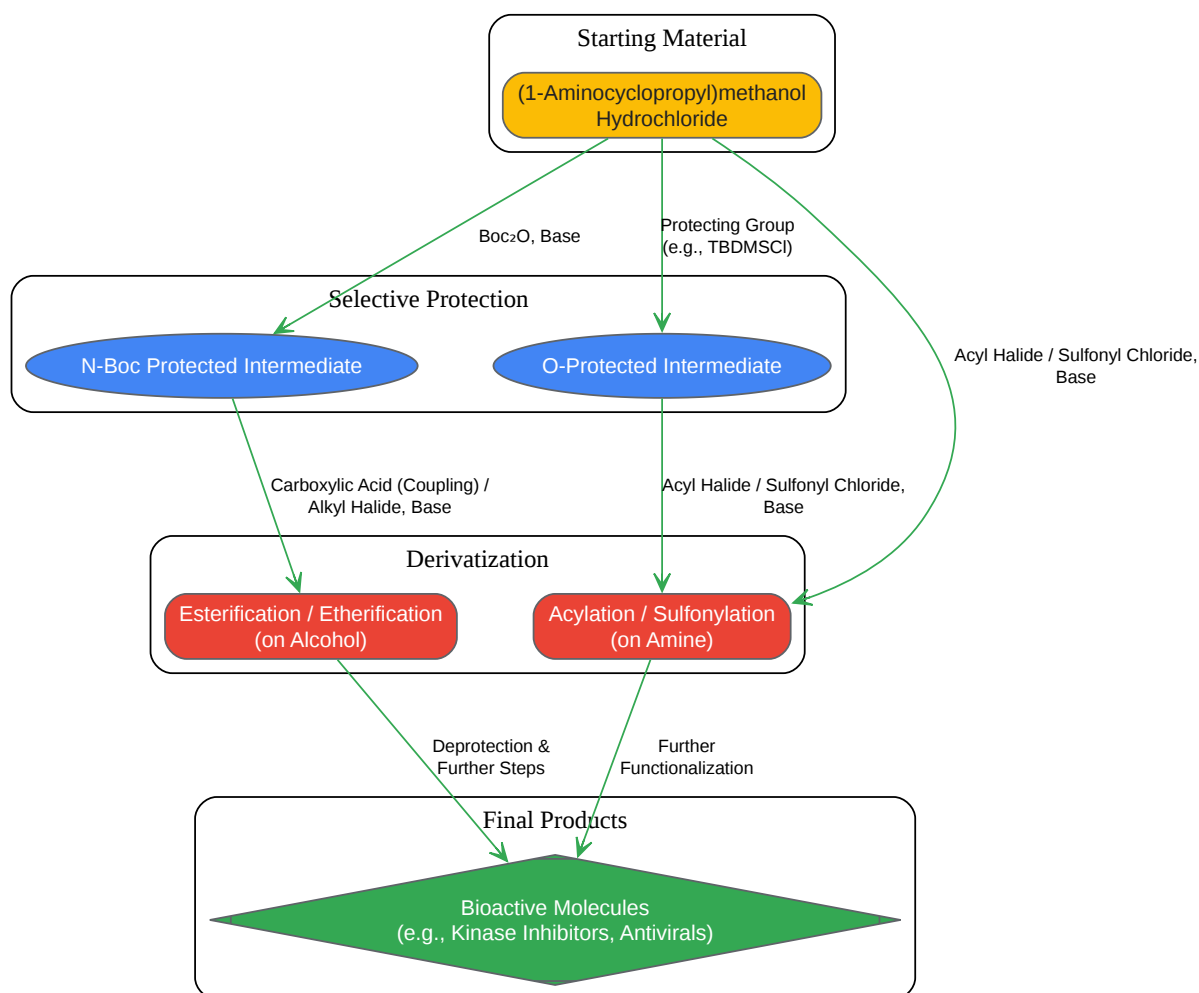 Starting Material
(1-Aminocyclopropyl)methanol
Hydrochloride
Boc₂O, Base
Protecting Group
(e.g., TBDMSCl)
Acyl Halide / Sulfonyl Chloride,
Base
Selective Protection
N-Boc Protected Intermediate
O-Protected Intermediate
Carboxylic Acid (Coupling) /
Alkyl Halide, Base
Acyl Halide / Sulfonyl Chloride,
Base
Derivatization
Esterification / Etherification
(on Alcohol)
Acylation / Sulfonylation
(on Amine)
Deprotection &
Further Steps
Further
Functionalization
Final Products
Bioactive Molecules
(e.g., Kinase Inhibitors, Antivirals)